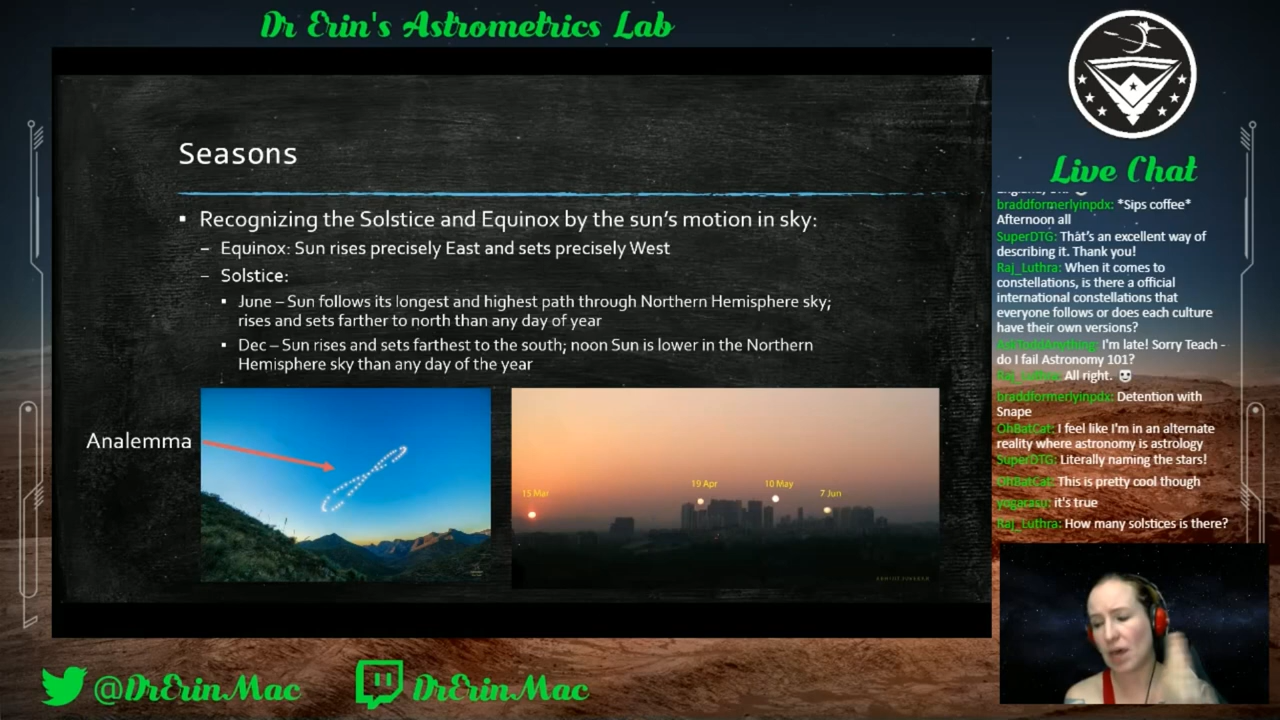 Dr Erin's Astrometrics Lab
Seasons
▪ Recognizing the Solstice and Equinox by the sun's motion in sky:
– Equinox: Sun rises precisely East and sets precisely West
– Solstice:
▪ June – Sun follows its longest and highest path through Northern Hemisphere sky;
rises and sets farther to north than any day of year
▪ Dec – Sun rises and sets farthest to the south; noon Sun is lower in the Northern
Hemisphere sky than any day of the year
Analemma
15 Mar
19 Apr
10 May
7 Jun
Live Chat
braddformerlyinpdx: *Sips coffee*
Afternoon all
SuperDTG: That's an excellent way of
describing it. Thank you!
Raj_Luthra: When it comes to
constellations, is there a official
international constellations that
everyone follows or does each culture
have their own versions?
I'm late! Sorry Teach -
do I fail Astronomy 101?
Raj_Luthra: All right.
braddformerlyinpdx: Detention with
Snape
OhBatCat: I feel like I'm in an alternate
reality where astronomy is astrology
SuperDTG: Literally naming the stars!
OhBatCat: This is pretty cool though
yogerasu: it's true
Raj_Luthra: How many solstices is there?
@DrErinMac
DrErinMac